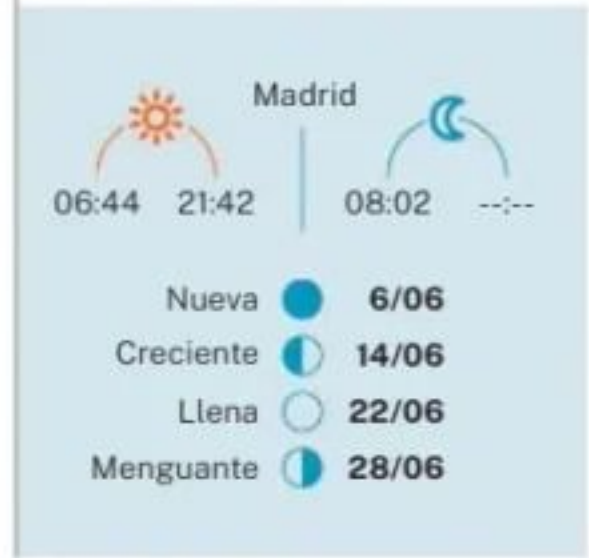 Madrid
06:44 21:42 08:02 --:--
Nueva 6/06
Creciente 14/06
Llena 22/06
Menguante 28/06